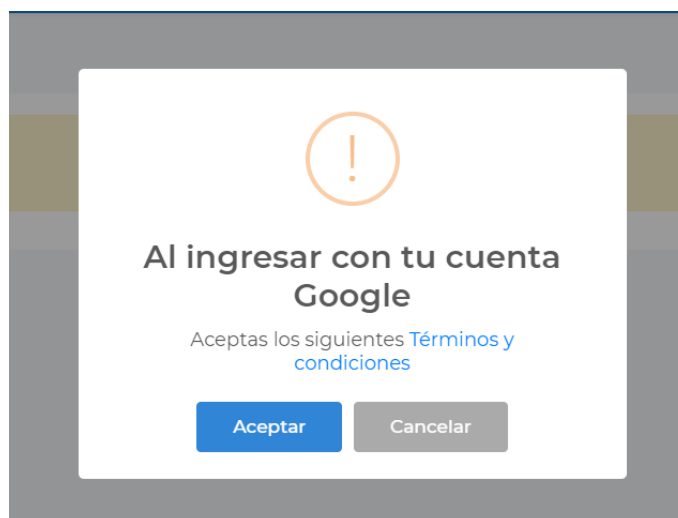 Al ingresar con tu cuenta
Google
Aceptas los siguientes Términos y
condiciones
Aceptar Cancelar